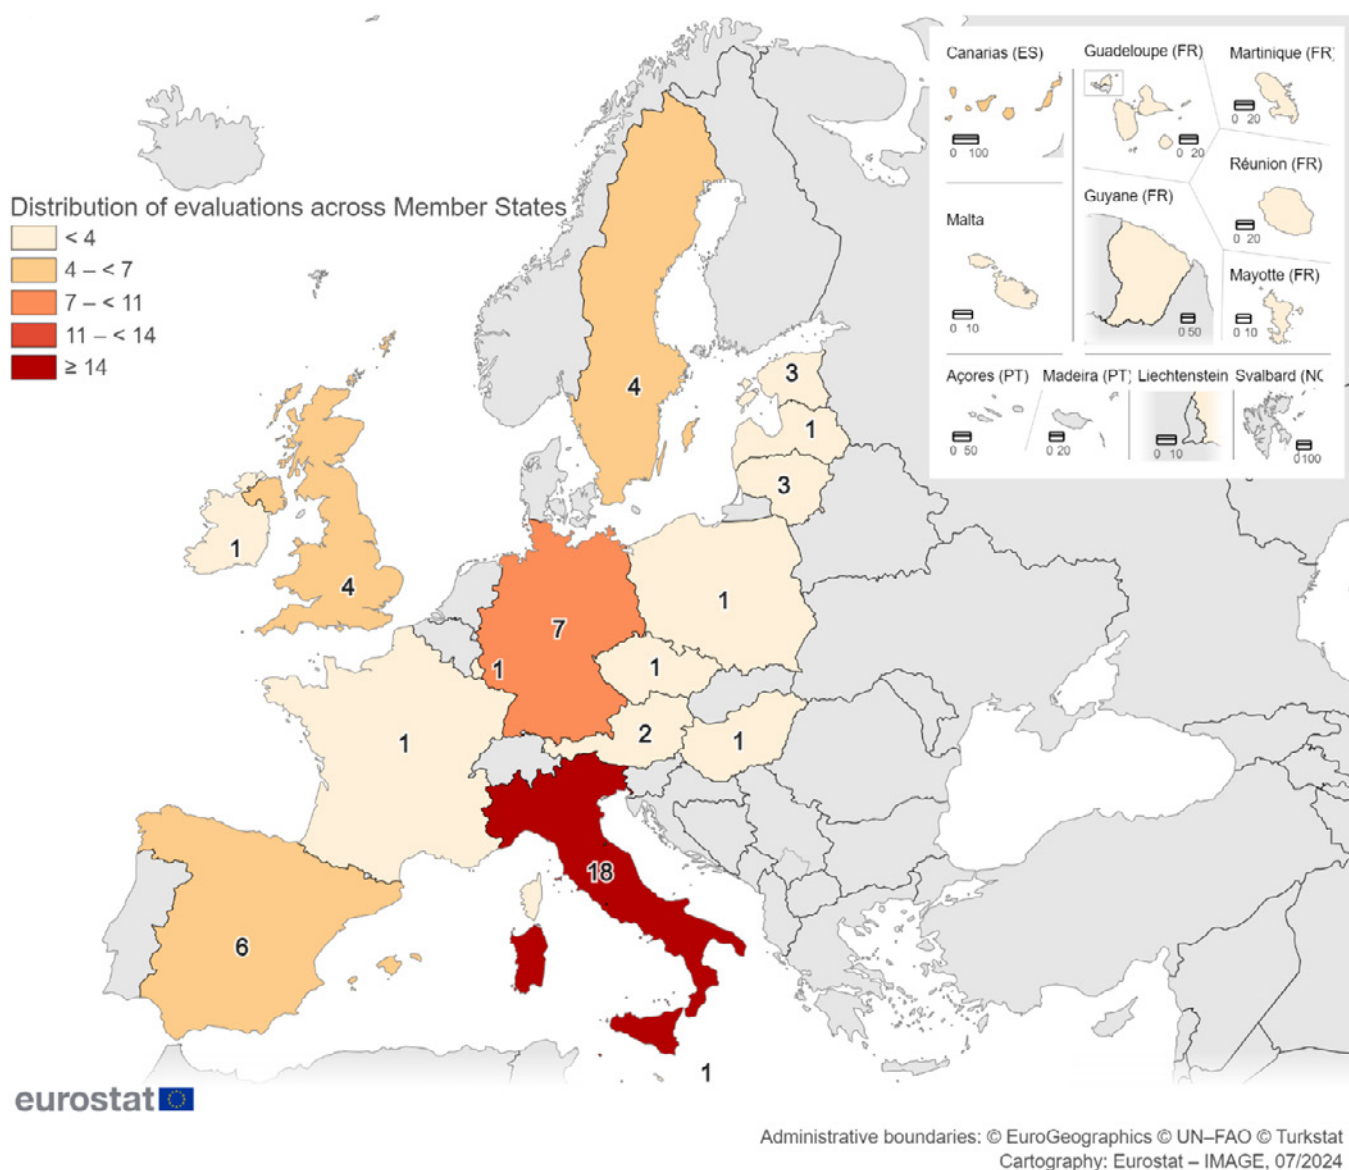 Canarias (ES)
0 100
Guadeloupe (FR)
0 20
Martinique (FR)
0 20
Réunion (FR)
0 20
Guyane (FR)
0 50
Malta
0 10
Mayotte (FR)
0 10
Açores (PT)
0 50
Madeira (PT)
0 20
Liechtenstein
0 10
Svalbard (NO
0 100
Distribution of evaluations across Member States
< 4
4 – < 7
7 – < 11
11 – < 14
≥ 14
4
3
1
3
1
4
7
1
1
1
1
2
1
18
6
1
eurostat
Administrative boundaries: © EuroGeographics © UN–FAO © Turkstat
Cartography: Eurostat – IMAGE, 07/2024